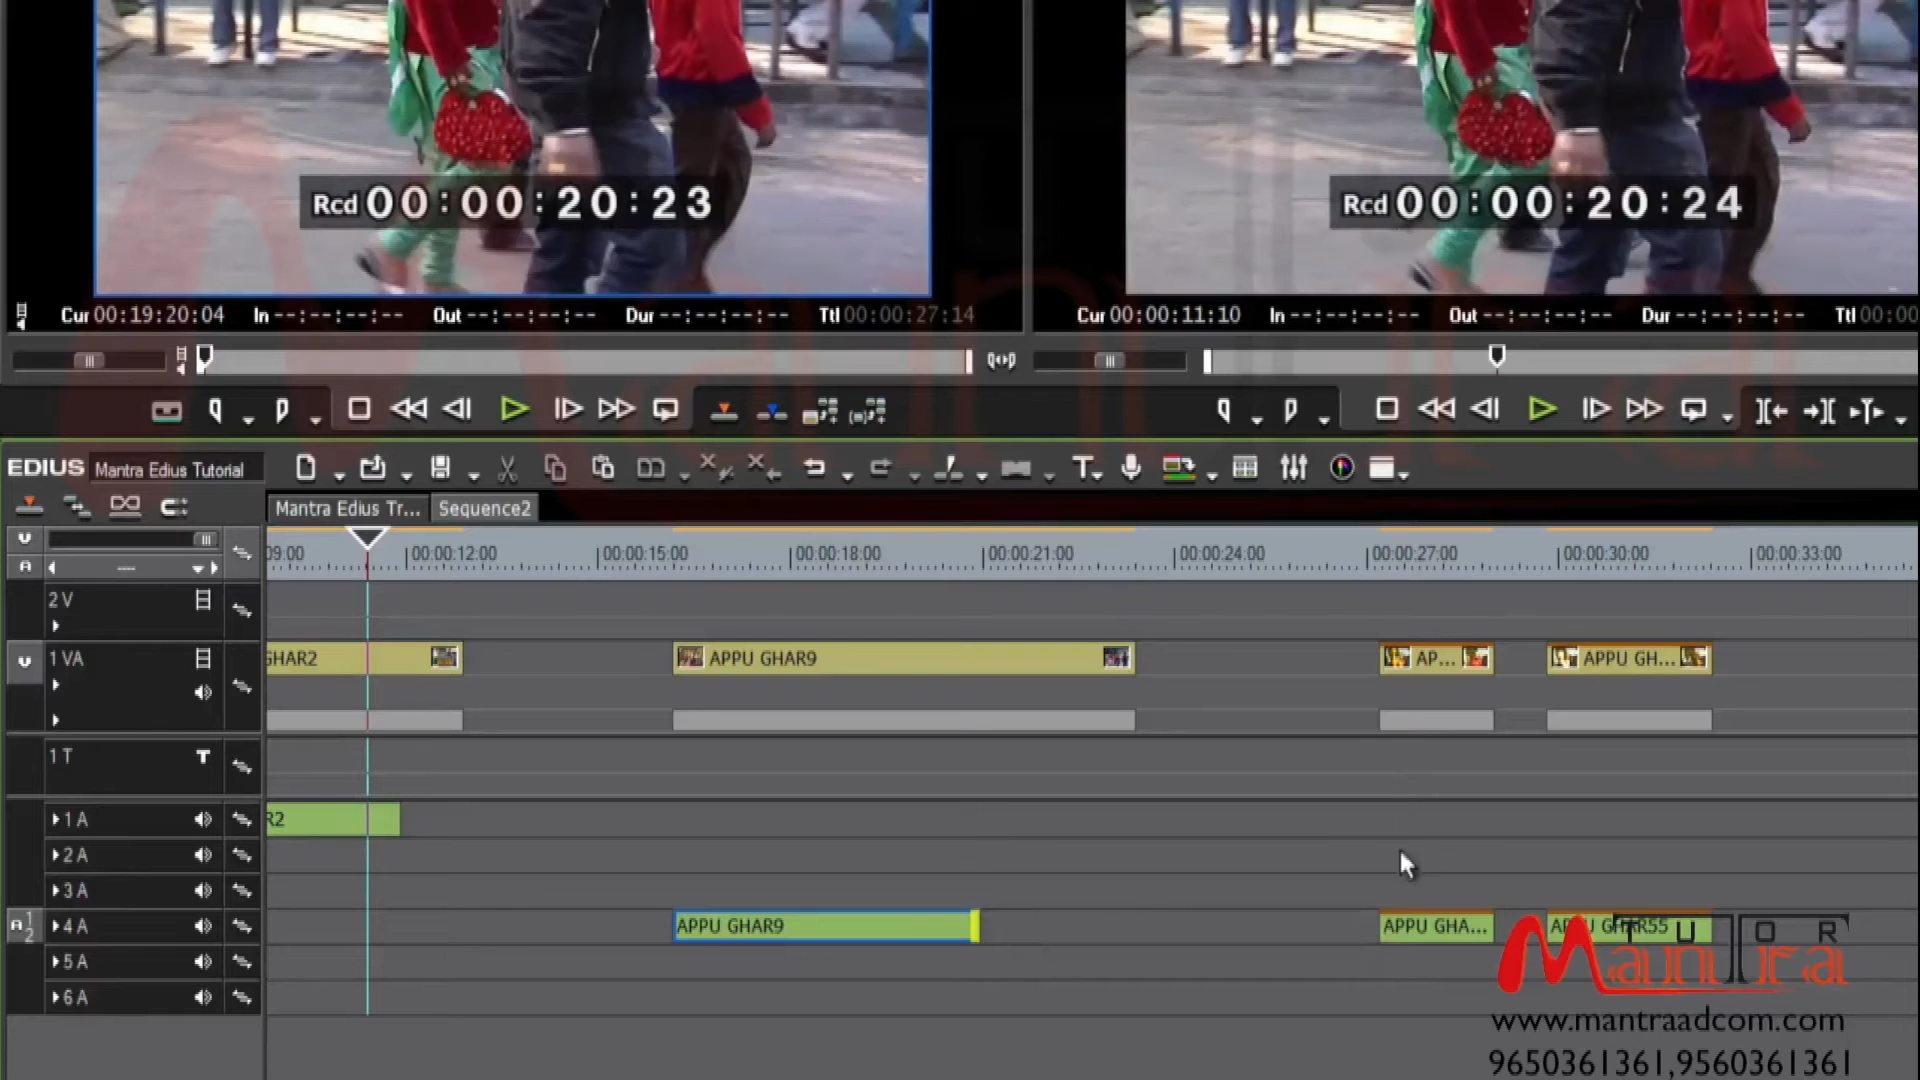 Rcd 00:00:20:23
Rcd 00:00:20:24
Cur 00:19:20:04 In --:--:--:-- Out --:--:--:-- Dur --:--:--:-- Ttl 00:00:27:14
Cur 00:00:11:10 In --:--:--:-- Out --:--:--:-- Dur --:--:--:-- Ttl 00:00
EDIUS Mantra Edius Tutorial
Mantra Edius Tr... Sequence2
09:00 00:00:12:00 00:00:15:00 00:00:18:00 00:00:21:00 00:00:24:00 00:00:27:00 00:00:30:00 00:00:33:00
2 V
1 VA GHAR2 APPU GHAR9 AP... APPU GH...
1 T T
1 A R2
2 A
3 A
A 1 2 4 A APPU GHAR9 APPU GHA... APPU GHAR55
5 A
6 A
TUTOR
Mantra
www.mantraadcom.com
9650361361,9560361361